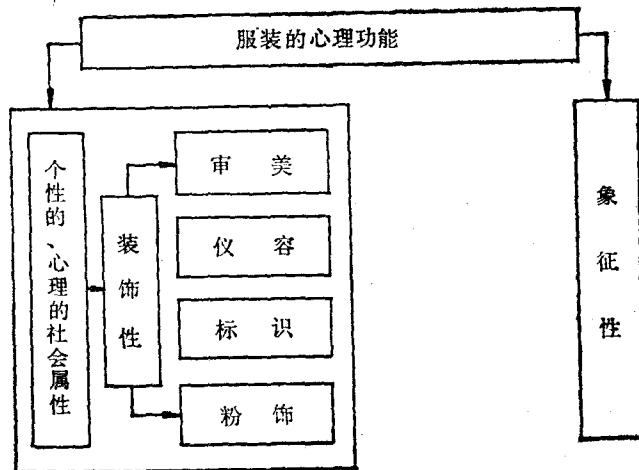 服装的心理功能
个性的、心理的社会属性
装饰性
审美
仪容
标识
粉饰
象征性